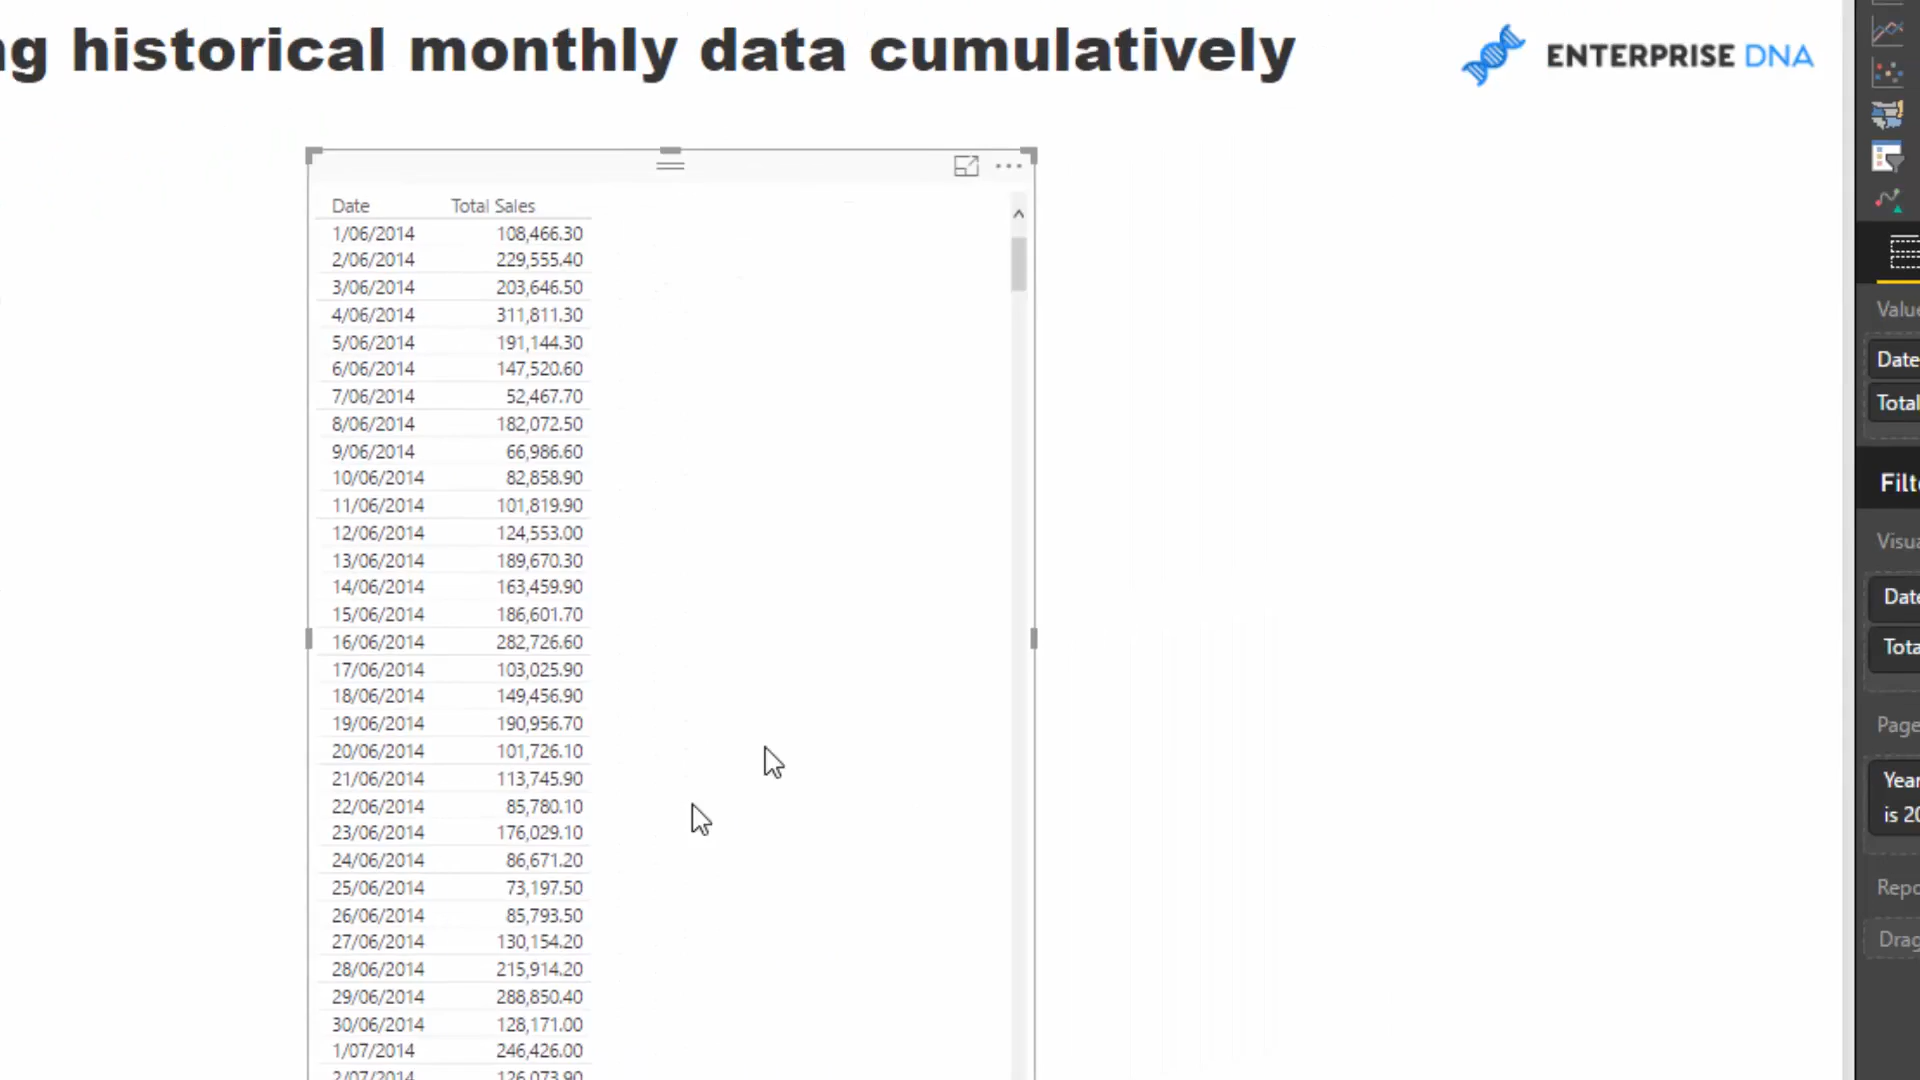 ng historical monthly data cumulatively
ENTERPRISE DNA
Date Total Sales
1/06/2014 108,466.30
2/06/2014 229,555.40
3/06/2014 203,646.50
4/06/2014 311,811.30
5/06/2014 191,144.30
6/06/2014 147,520.60
7/06/2014 52,467.70
8/06/2014 182,072.50
9/06/2014 66,986.60
10/06/2014 82,858.90
11/06/2014 101,819.90
12/06/2014 124,553.00
13/06/2014 189,670.30
14/06/2014 163,459.90
15/06/2014 186,601.70
16/06/2014 282,726.60
17/06/2014 103,025.90
18/06/2014 149,456.90
19/06/2014 190,956.70
20/06/2014 101,726.10
21/06/2014 113,745.90
22/06/2014 85,780.10
23/06/2014 176,029.10
24/06/2014 86,671.20
25/06/2014 73,197.50
26/06/2014 85,793.50
27/06/2014 130,154.20
28/06/2014 215,914.20
29/06/2014 288,850.40
30/06/2014 128,171.00
1/07/2014 246,426.00
2/07/2014 126,073.90
Value
Date
Total
Filte
Visua
Date
Tota
Page
Year
is 20
Repo
Drag